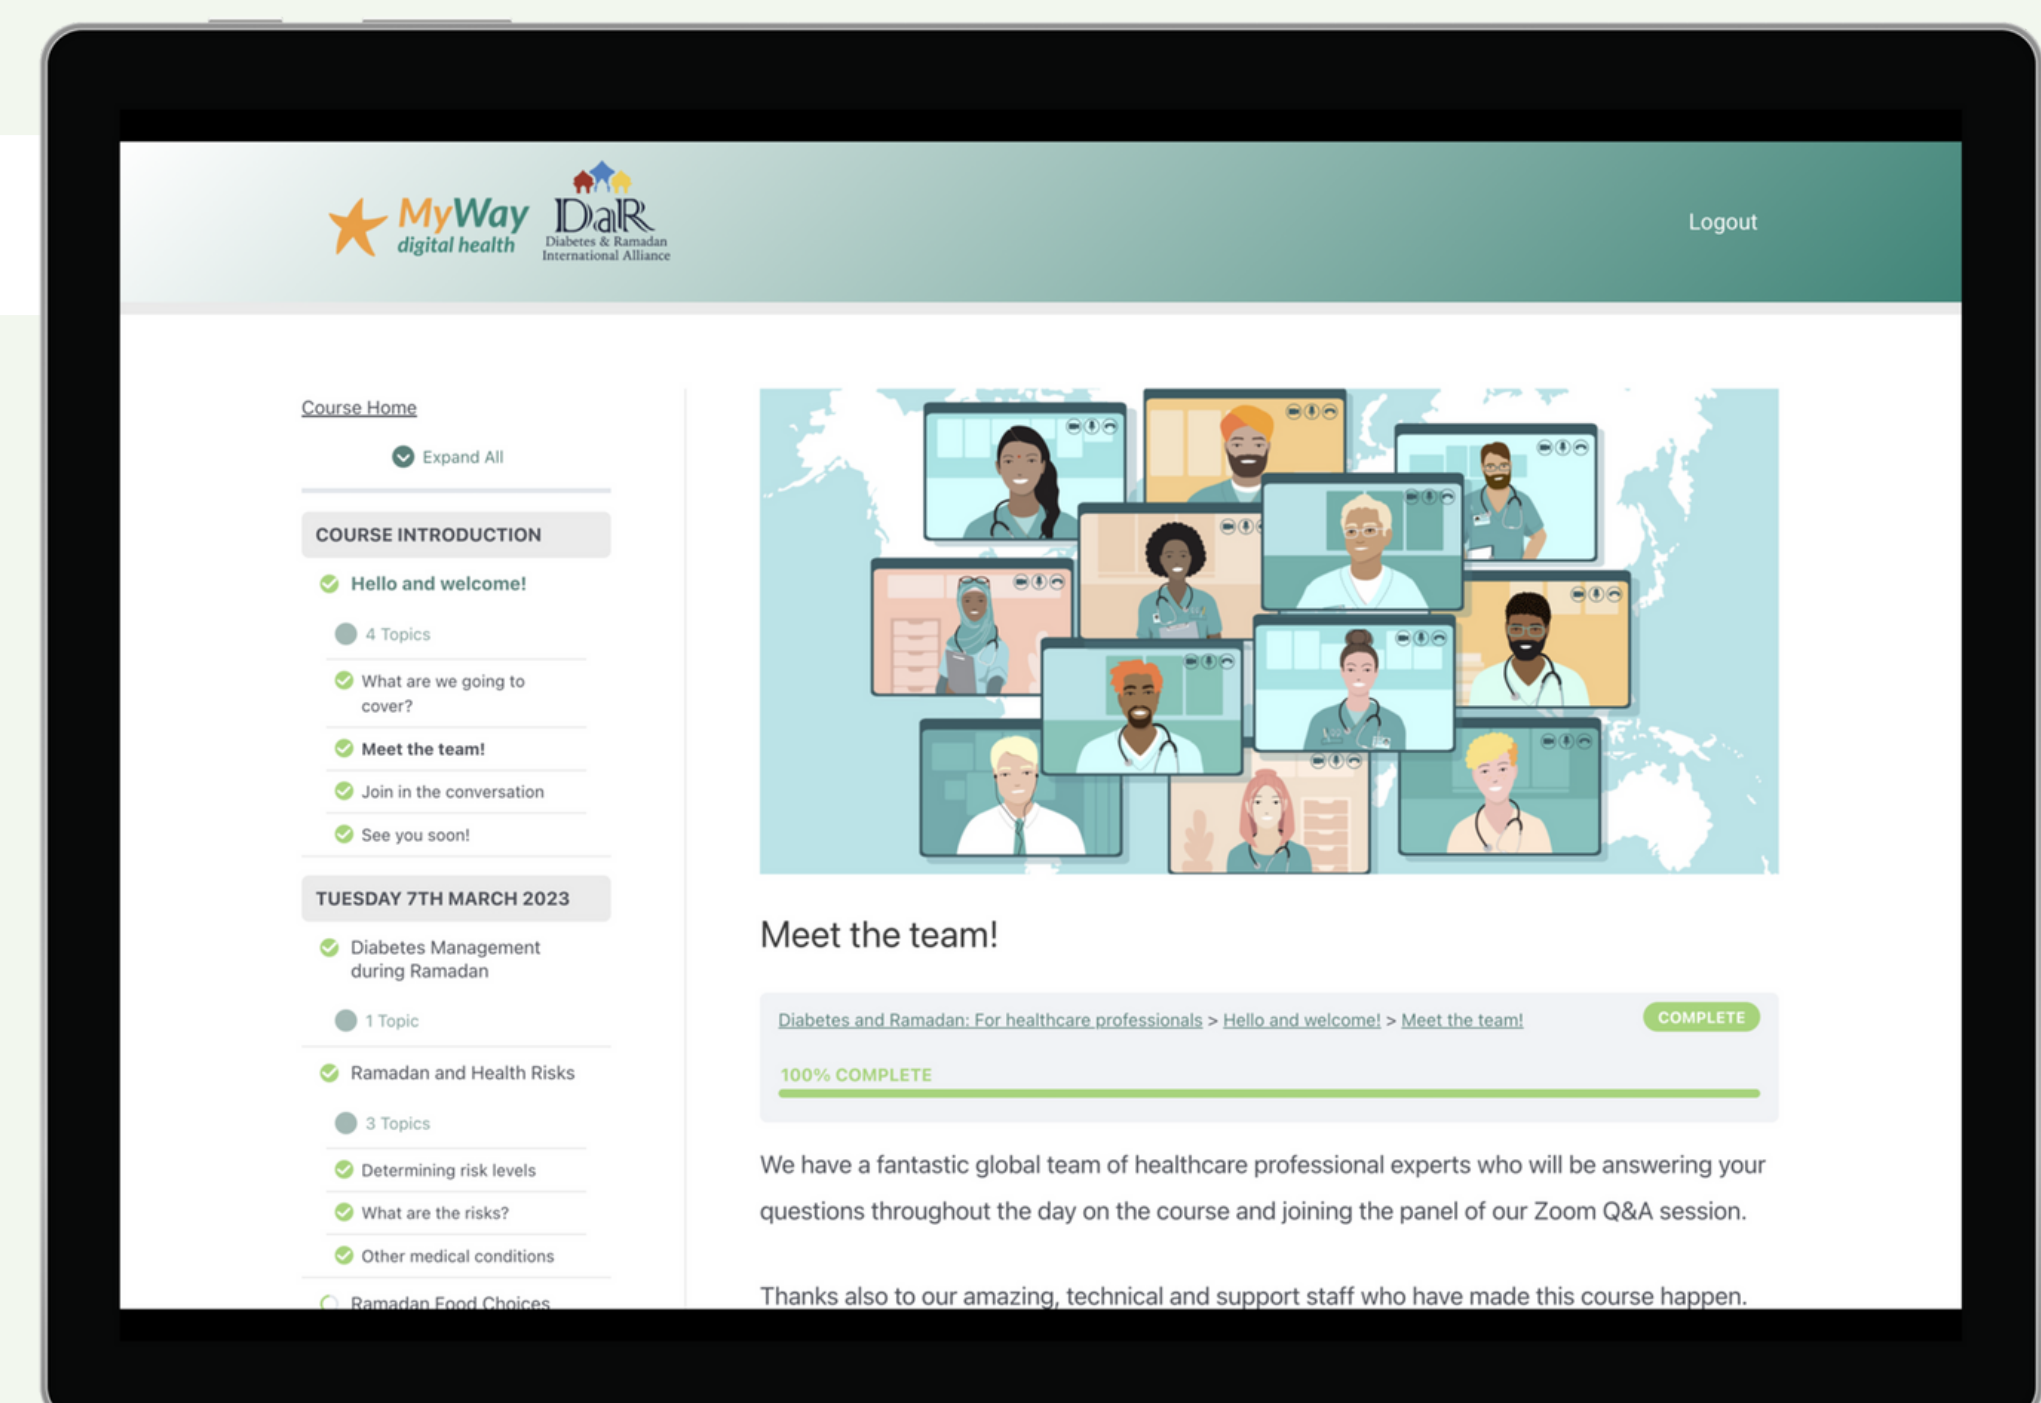 MyWay
digital health
DaR
Diabetes & Ramadan
International Alliance
Logout
Course Home
Expand All
COURSE INTRODUCTION
Hello and welcome!
4 Topics
What are we going to
cover?
Meet the team!
Join in the conversation
See you soon!
TUESDAY 7TH MARCH 2023
Diabetes Management
during Ramadan
1 Topic
Ramadan and Health Risks
3 Topics
Determining risk levels
What are the risks?
Other medical conditions
Ramadan Food Choices
Meet the team!
Diabetes and Ramadan: For healthcare professionals > Hello and welcome! > Meet the team!
COMPLETE
100% COMPLETE
We have a fantastic global team of healthcare professional experts who will be answering your
questions throughout the day on the course and joining the panel of our Zoom Q&A session.
Thanks also to our amazing, technical and support staff who have made this course happen.